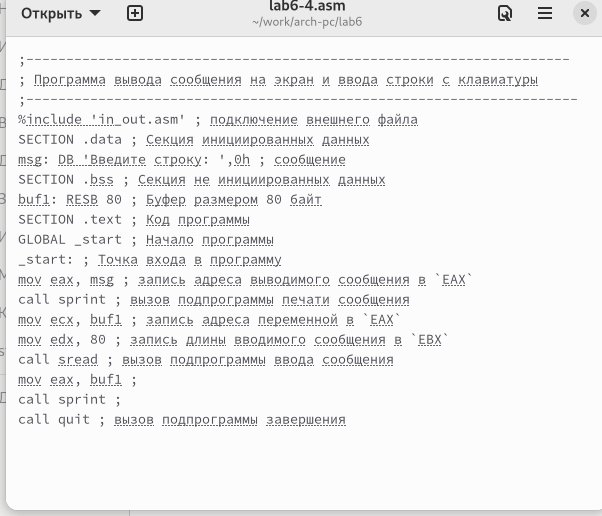 Открыть
lab6-4.asm
~/work/arch-pc/lab6
;--------------------------------------------------------------------
; Программа вывода сообщения на экран и ввода строки с клавиатуры
;---------------------------------------------------------------------
%include 'in_out.asm' ; подключение внешнего файла
SECTION .data ; Секция инициированных данных
msg: DB 'Введите строку: ',0h ; сообщение
SECTION .bss ; Секция не инициированных данных
buf1: RESB 80 ; Буфер размером 80 байт
SECTION .text ; Код программы
GLOBAL _start ; Начало программы
_start: ; Точка входа в программу
mov eax, msg ; запись адреса выводимого сообщения в `EAX`
call sprint ; вызов подпрограммы печати сообщения
mov ecx, buf1 ; запись адреса переменной в `EAX`
mov edx, 80 ; запись длины вводимого сообщения в `EBX`
call sread ; вызов подпрограммы ввода сообщения
mov eax, buf1 ;
call sprint ;
call quit ; вызов подпрограммы завершения